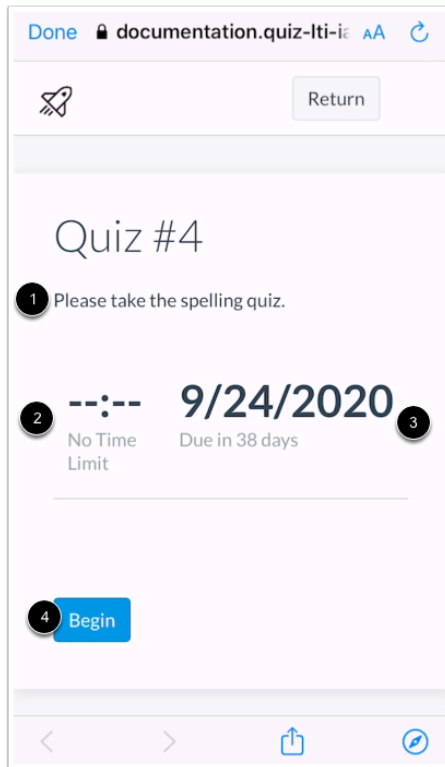 Done documentation.quiz-lti-ia AA
Return
Quiz #4
1 Please take the spelling quiz.
2 --:-- 9/24/2020 3
No Time Due in 38 days
Limit
4 Begin